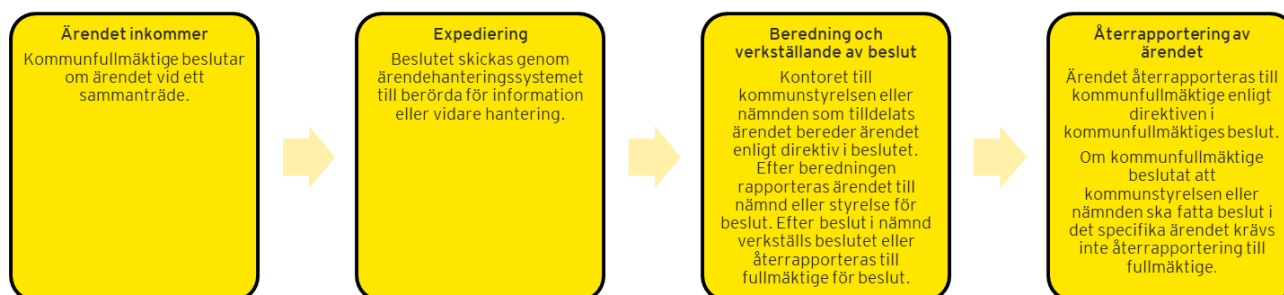 Ärendet inkommer
Kommunfullmäktige beslutar
om ärendet vid ett
sammanträde.
Expediering
Beslutet skickas genom
ärendehanteringssystemet
till berörda för information
eller vidare hantering.
Beredning och
verkställande av beslut
Kontoret till
kommunstyrelsen eller
nämnden som tilldelats
ärendet bereder ärendet
enligt direktiv i beslutet.
Efter beredningen
rapporteras ärendet till
nämnd eller styrelse för
beslut. Efter beslut i nämnd
verkställs beslutet eller
återrapporteras till
fullmäktige för beslut.
Återrapportering av
ärendet
Ärendet återrapporteras till
kommunfullmäktige enligt
direktiven i
kommunfullmäktiges beslut.
Om kommunfullmäktige
beslutat att
kommunstyrelsen eller
nämnden ska fatta beslut i
det specifika ärendet krävs
inte återrapportering till
fullmäktige.